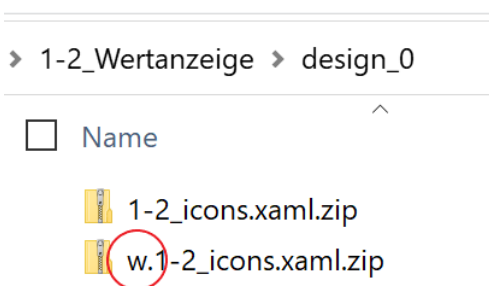 1-2_Wertanzeige > design_0
Name
1-2_icons.xaml.zip
w.1-2_icons.xaml.zip